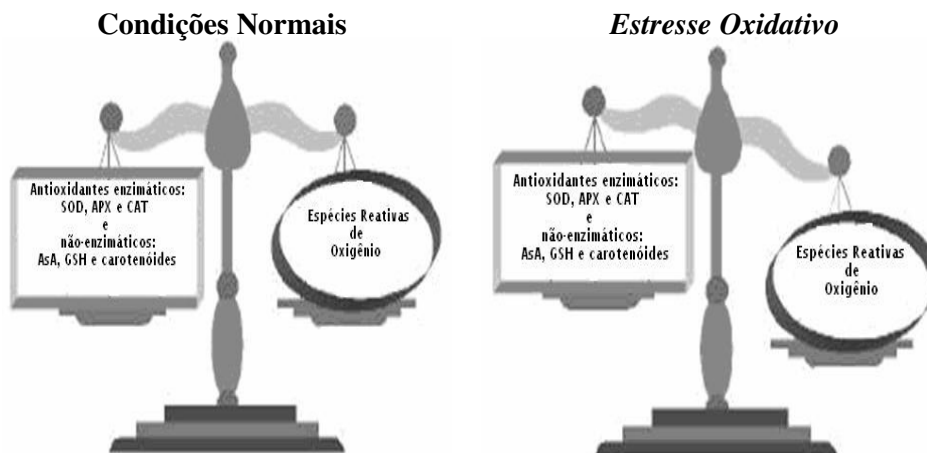 Condições Normais
Antioxidantes enzimáticos:
SOD, APX e CAT
e
não-enzimáticos:
AsA, GSH e carotenóides
Espécies Reativas
de
Oxigênio
Estresse Oxidativo
Antioxidantes enzimáticos:
SOD, APX e CAT
e
não-enzimáticos:
AsA, GSH e carotenóides
Espécies Reativas
de
Oxigênio